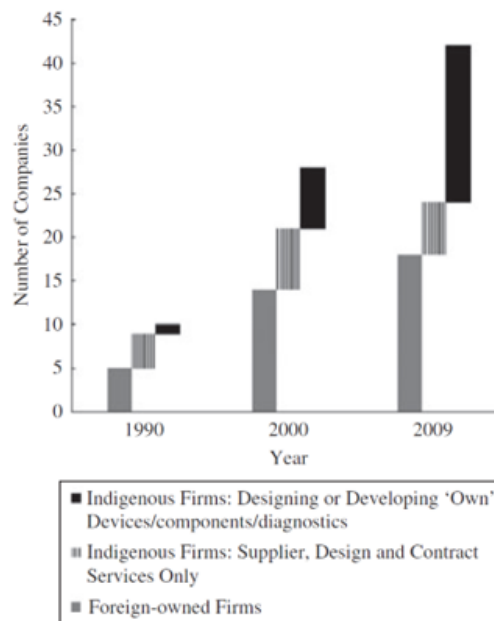 45
40
35
30
25
20
15
10
5
0
Number of Companies
1990 2000 2009
Year
Indigenous Firms: Designing or Developing ‘Own’
Devices/components/diagnostics
Indigenous Firms: Supplier, Design and Contract
Services Only
Foreign-owned Firms